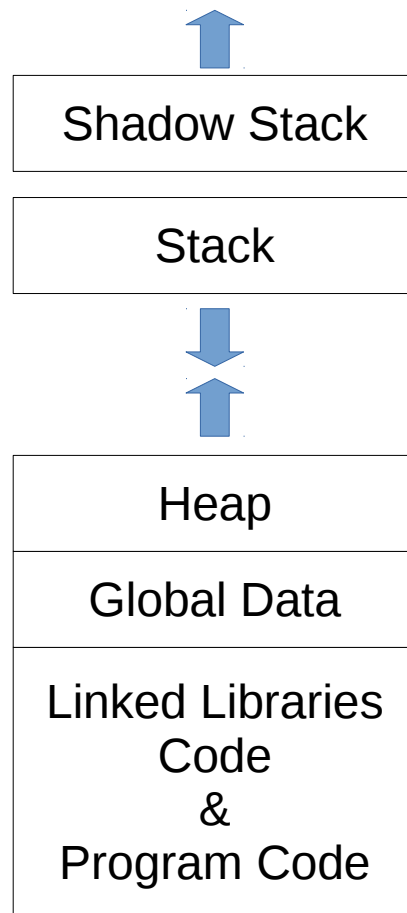 Shadow Stack
Stack
Heap
Global Data
Linked Libraries
Code
&
Program Code